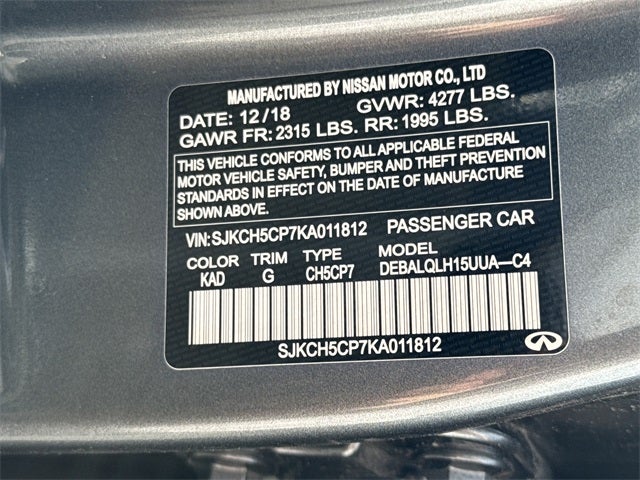 MANUFACTURED BY NISSAN MOTOR CO., LTD
DATE: 12/18 GVWR: 4277 LBS.
GAWR FR: 2315 LBS. RR: 1995 LBS.
THIS VEHICLE CONFORMS TO ALL APPLICABLE FEDERAL
MOTOR VEHICLE SAFETY, BUMPER AND THEFT PREVENTION
STANDARDS IN EFFECT ON THE DATE OF MANUFACTURE
SHOWN ABOVE.
VIN:SJKCH5CP7KA011812 PASSENGER CAR
COLOR TRIM TYPE MODEL
KAD G CH5CP7 DEBALQLH15UUA—C4
SJKCH5CP7KA011812